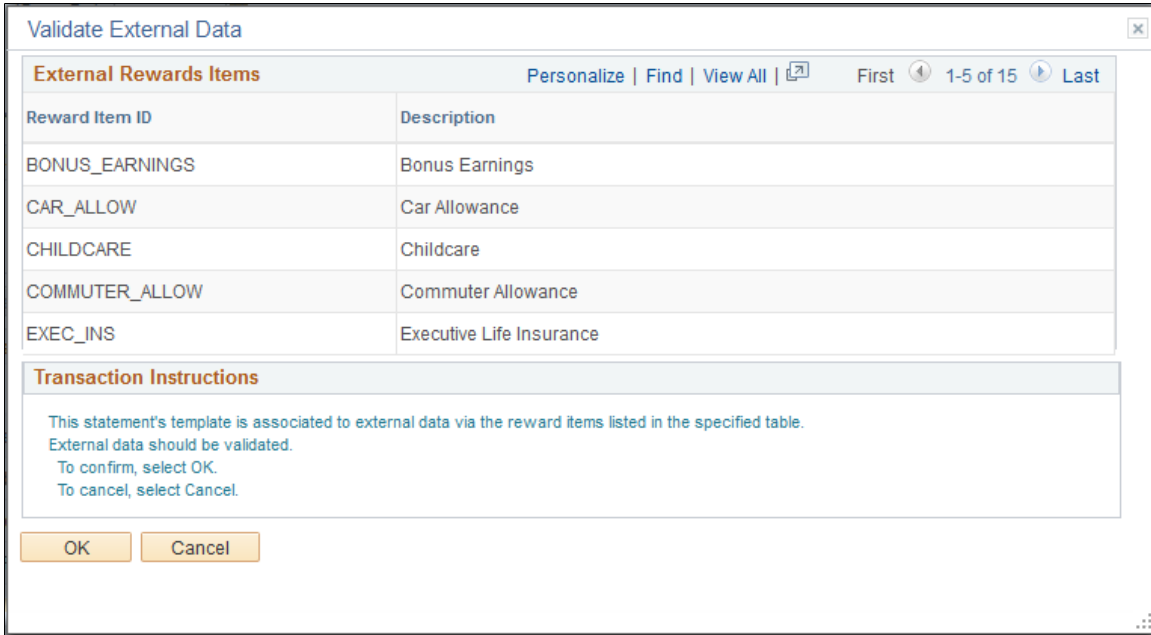 Validate External Data
External Rewards Items Personalize | Find | View All | First 1-5 of 15 Last
Reward Item ID Description
BONUS_EARNINGS Bonus Earnings
CAR_ALLOW Car Allowance
CHILDCARE Childcare
COMMUTER_ALLOW Commuter Allowance
EXEC_INS Executive Life Insurance
Transaction Instructions
This statement's template is associated to external data via the reward items listed in the specified table.
External data should be validated.
To confirm, select OK.
To cancel, select Cancel.
OK Cancel